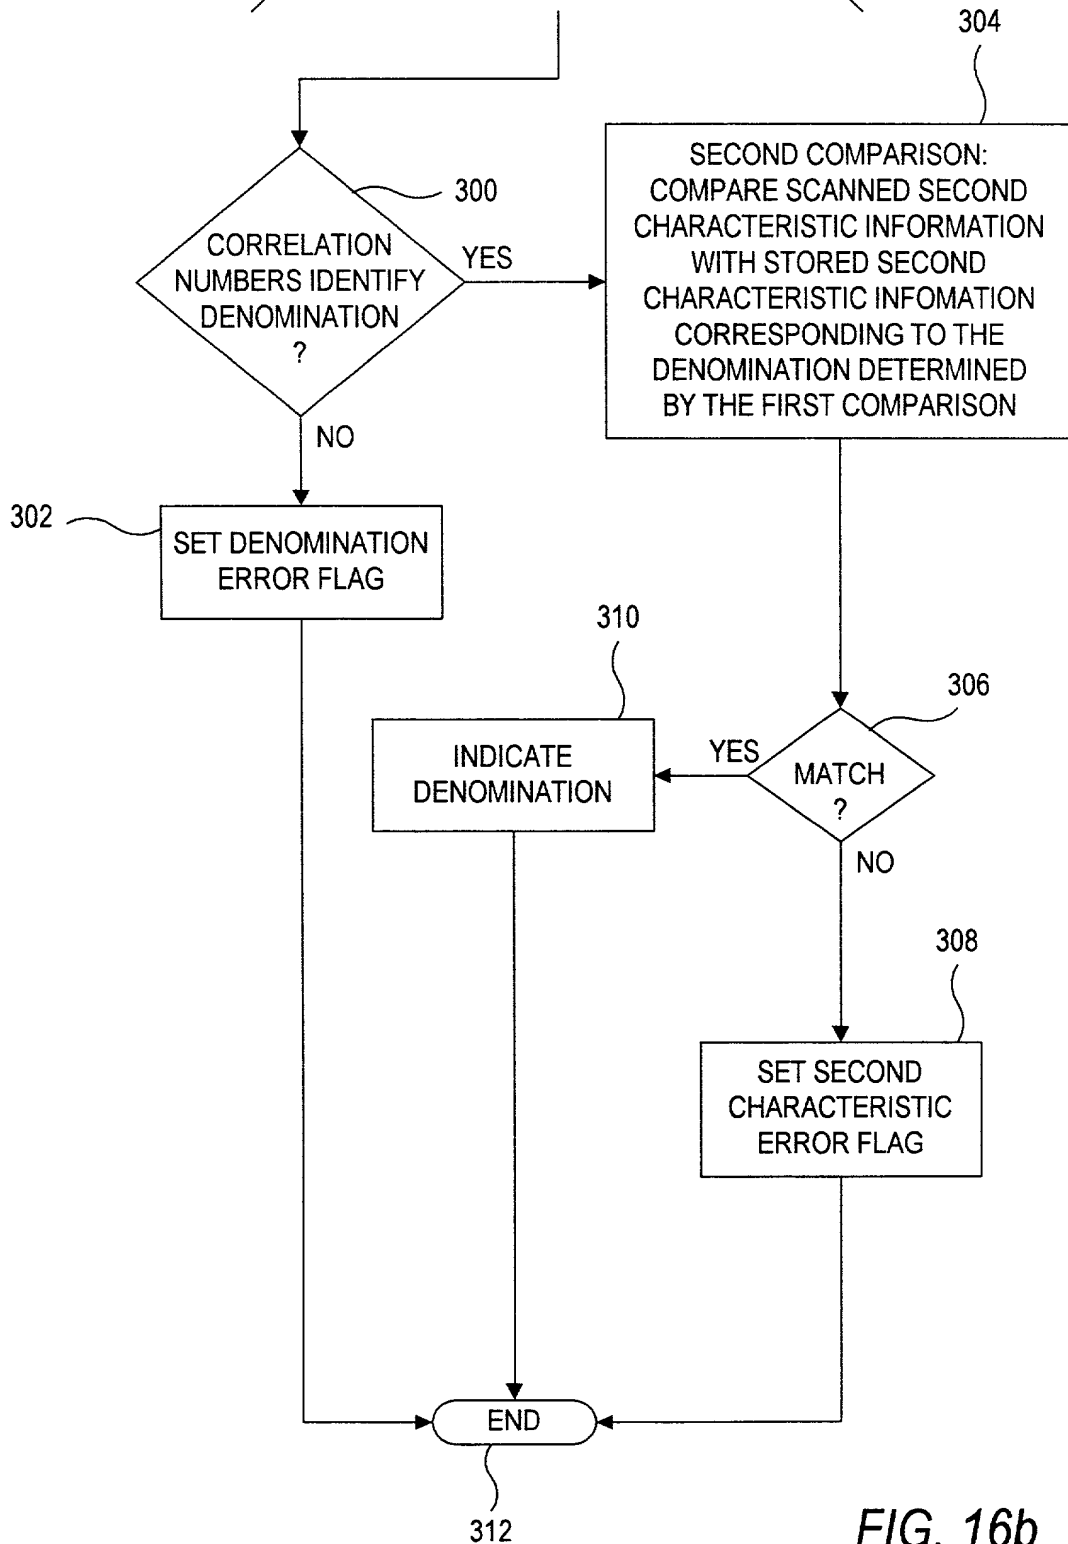 304
300
CORRELATION
NUMBERS IDENTIFY
DENOMINATION
?
YES
SECOND COMPARISON:
COMPARE SCANNED SECOND
CHARACTERISTIC INFORMATION
WITH STORED SECOND
CHARACTERISTIC INFOMATION
CORRESPONDING TO THE
DENOMINATION DETERMINED
BY THE FIRST COMPARISON
NO
302
SET DENOMINATION
ERROR FLAG
310
306
INDICATE
DENOMINATION
YES
MATCH
?
NO
308
SET SECOND
CHARACTERISTIC
ERROR FLAG
END
312
FIG. 16b